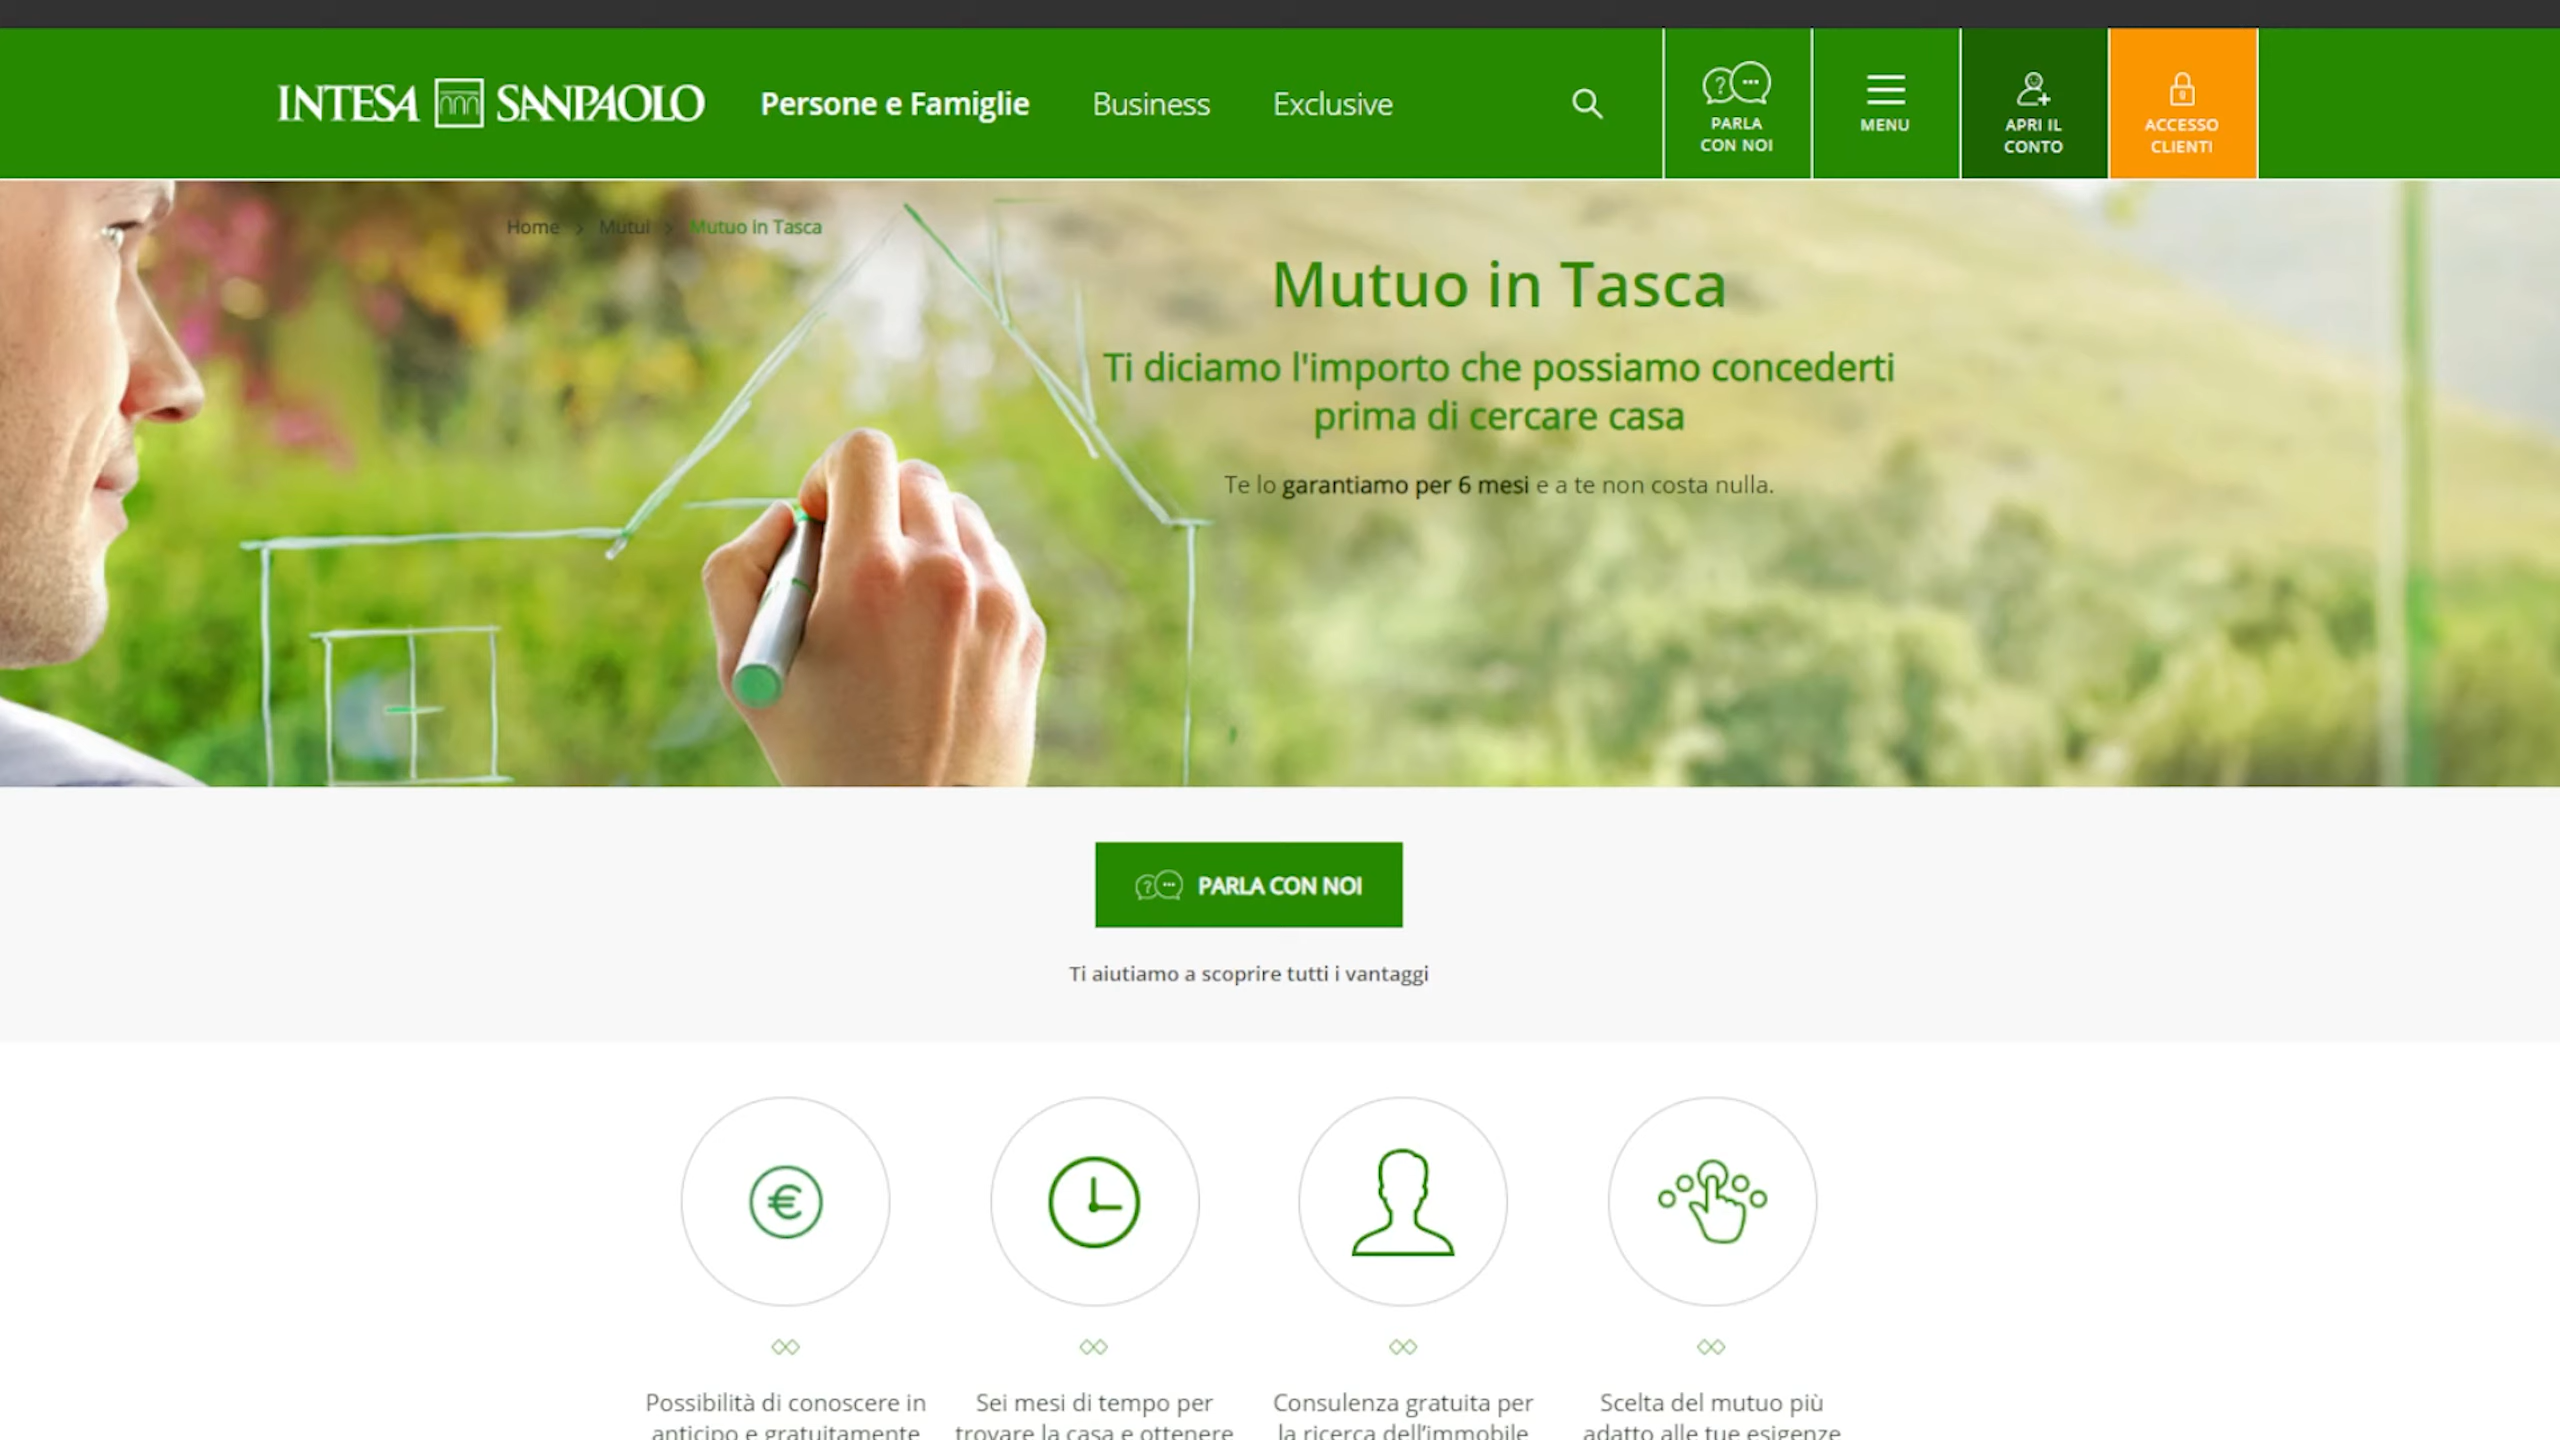 INTESA SANPAOLO
Persone e Famiglie
Business
Exclusive
PARLA
CON NOI
MENU
APRI IL
CONTO
ACCESSO
CLIENTI
Home > Mutui > Mutuo in Tasca
Mutuo in Tasca
Ti diciamo l'importo che possiamo concederti
prima di cercare casa
Te lo garantiamo per 6 mesi e a te non costa nulla.
PARLA CON NOI
Ti aiutiamo a scoprire tutti i vantaggi
Possibilità di conoscere in
anticipo e gratuitamente
Sei mesi di tempo per
trovare la casa e ottenere
Consulenza gratuita per
la ricerca dell'immobile
Scelta del mutuo più
adatto alle tue esigenze